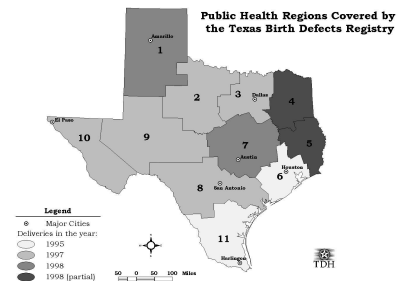 Public Health Regions Covered by
the Texas Birth Defects Registry
Amarillo
1
2
3
Dallas
4
El Paso
10
9
7
Austin
5
Houston
6
8
San Antonio
11
Harlingen
Legend
Major Cities
Deliveries in the year:
1995
1997
1998
1998 (partial)
50 0 50 100 Miles
TDH